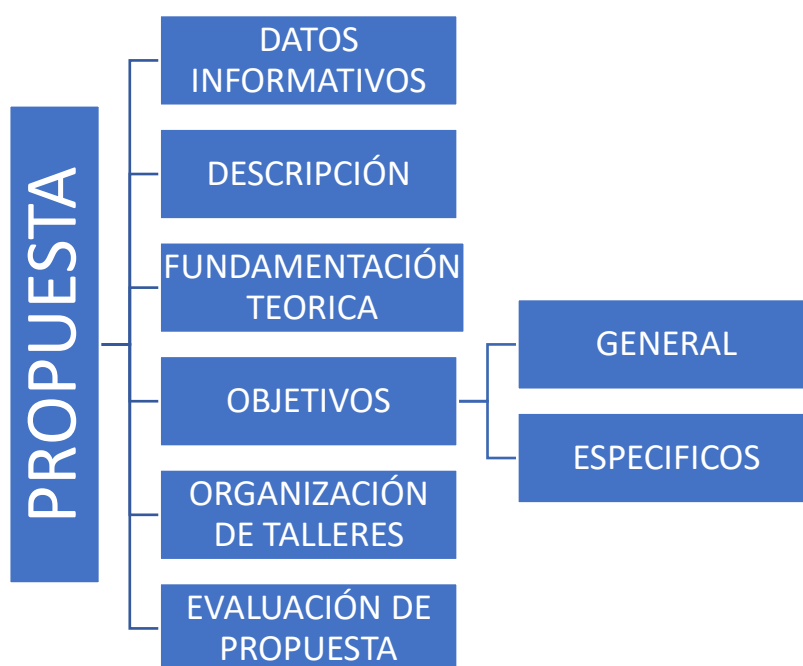 PROPUESTA
DATOS
INFORMATIVOS
DESCRIPCIÓN
FUNDAMENTACIÓN
TEORICA
OBJETIVOS
GENERAL
ESPECIFICOS
ORGANIZACIÓN
DE TALLERES
EVALUACIÓN DE
PROPUESTA